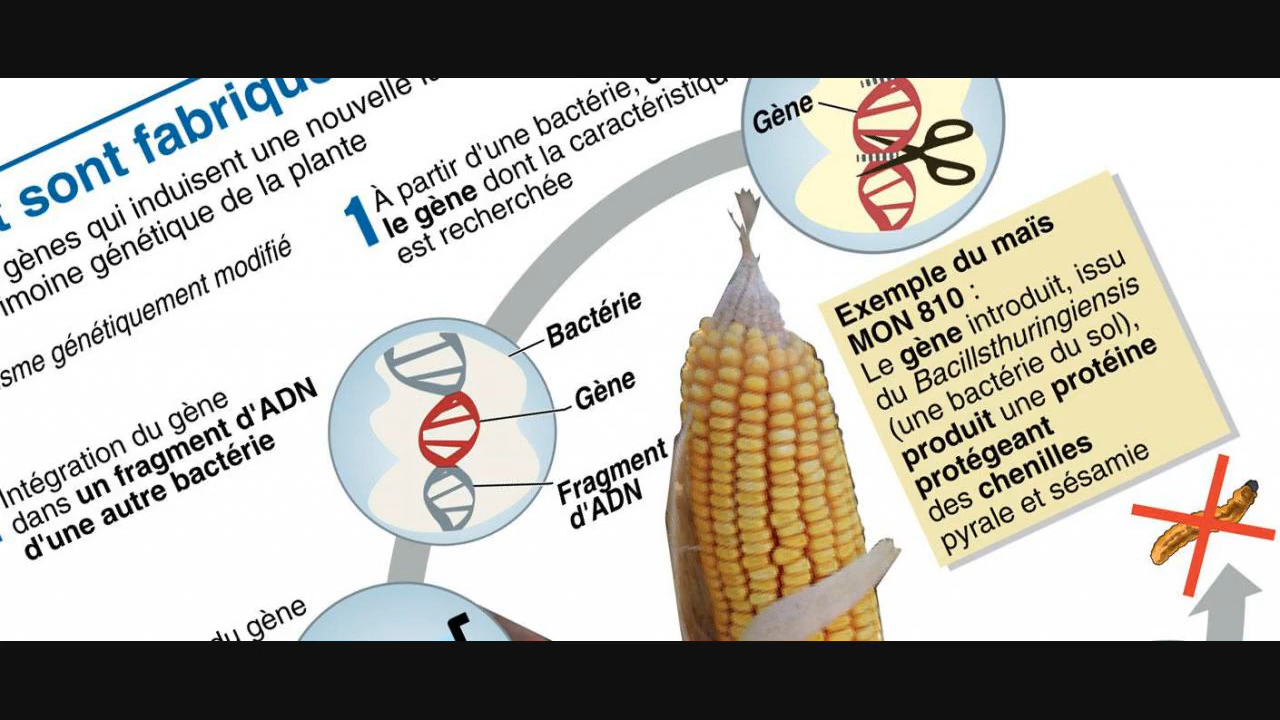 sont fabriqué
gènes qui induisent une nouvelle
imoine génétique de la plante
sme génétiquement modifié
1 À partir d'une bactérie,
le gène dont la caractéristiqu
est recherchée
Gène
Bactérie
Gène
Fragment
d'ADN
Intégration du gène
dans un fragment d'ADN
d'une autre bactérie
du gène
Exemple du maïs
MON 810 :
Le gène introduit, issu
du Bacillsthuringiensis
(une bactérie du sol),
produit une protéine
protégeant
des chenilles
pyrale et sésamie